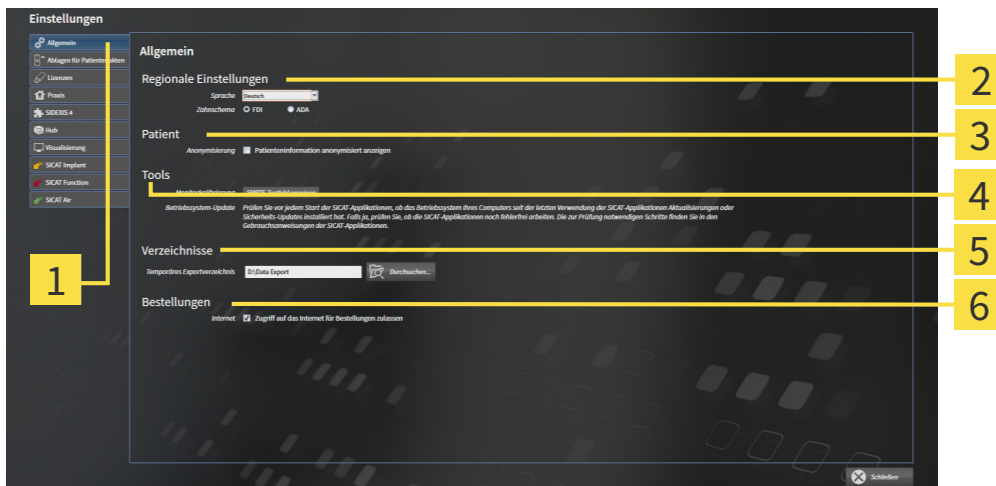 Einstellungen
Allgemein
Ablagen für Patientenakten
Lizenzen
Praxis
SIDEXIS 4
Hub
Visualisierung
SICAT Implant
SICAT Function
SICAT Air
1
Allgemein
Regionale Einstellungen
2
Sprache Deutsch
Zahnschema FDI ADA
Patient
3
Anonymisierung Patienteninformation anonymisiert anzeigen
Tools
4
Monitorkalibrierung SMPTE-Testbild anzeigen
Betriebssystem-Update Prüfen Sie vor jedem Start der SICAT-Applikationen, ob das Betriebssystem Ihres Computers seit der letzten Verwendung der SICAT-Applikationen Aktualisierungen oder
Sicherheits-Updates installiert hat. Falls ja, prüfen Sie, ob die SICAT-Applikationen noch fehlerfrei arbeiten. Die zur Prüfung notwendigen Schritte finden Sie in den
Gebrauchsanweisungen der SICAT-Applikationen.
Verzeichnisse
5
Temporäres Exportverzeichnis D:\Data Export Durchsuchen...
Bestellungen
6
Internet Zugriff auf das Internet für Bestellungen zulassen
Schließen